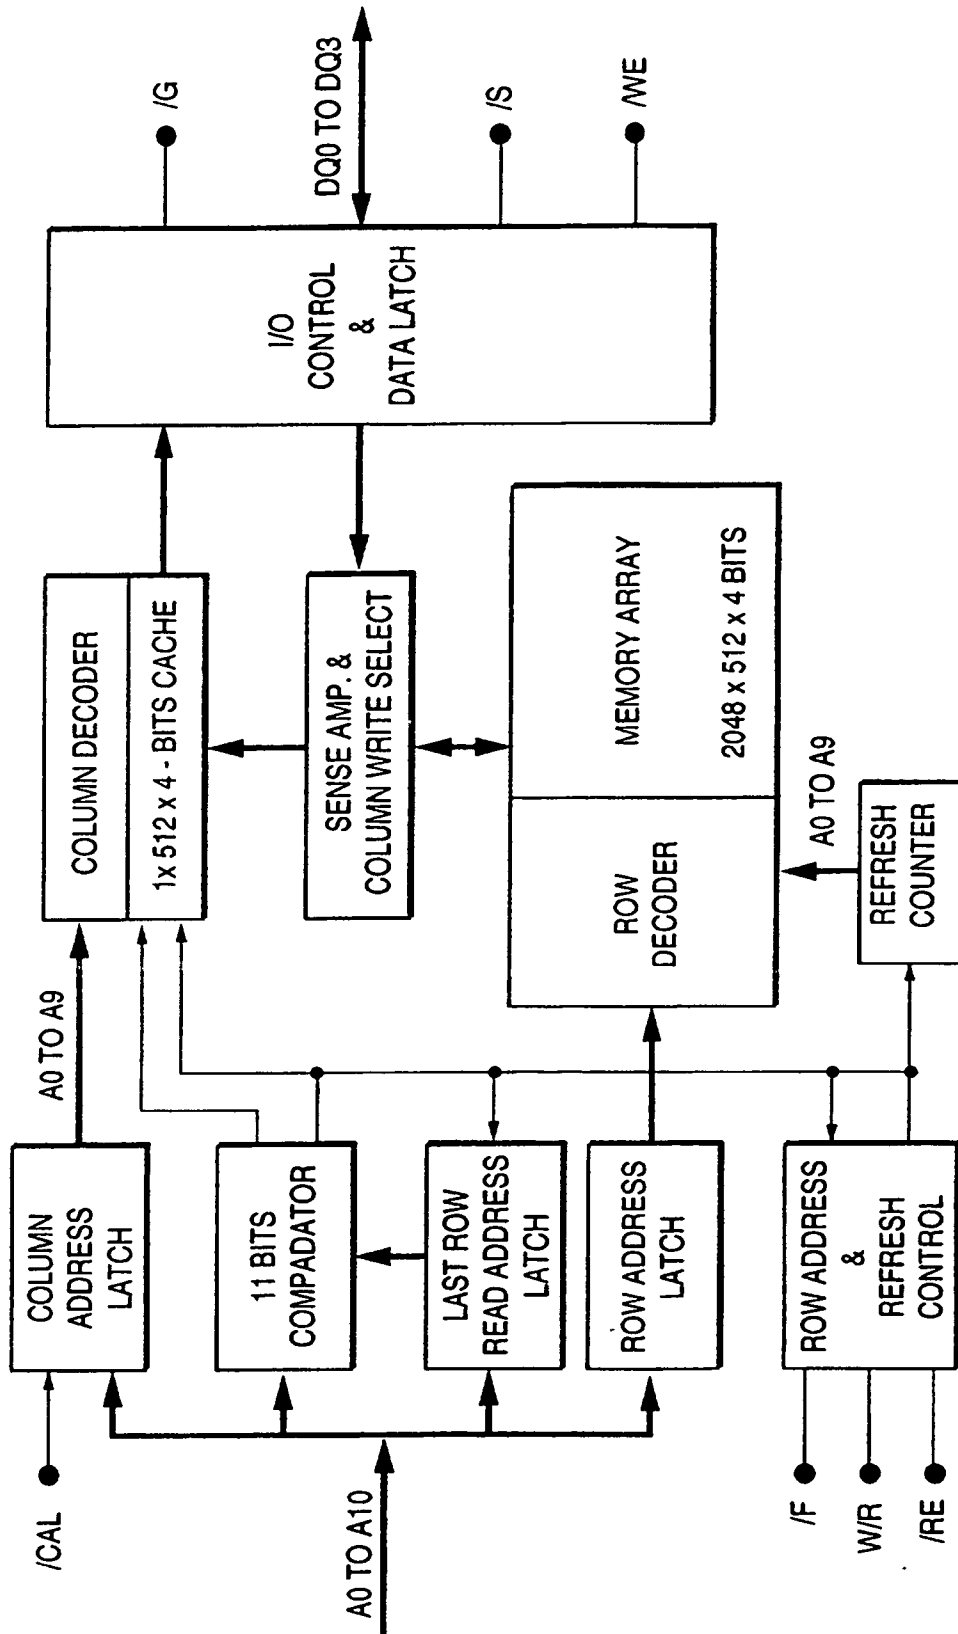 /CAL
A0 TO A10
/F
W/R
/RE
COLUMN
ADDRESS
LATCH
11 BITS
COMPADATOR
LAST ROW
READ ADDRESS
LATCH
ROW ADDRESS
LATCH
ROW ADDRESS
&
REFRESH
CONTROL
A0 TO A9
COLUMN DECODER
1x 512 x 4 - BITS CACHE
SENSE AMP. &
COLUMN WRITE SELECT
ROW
DECODER
MEMORY ARRAY
2048 x 512 x 4 BITS
A0 TO A9
REFRESH
COUNTER
I/O
CONTROL
&
DATA LATCH
/G
DQ0 TO DQ3
/S
/WE